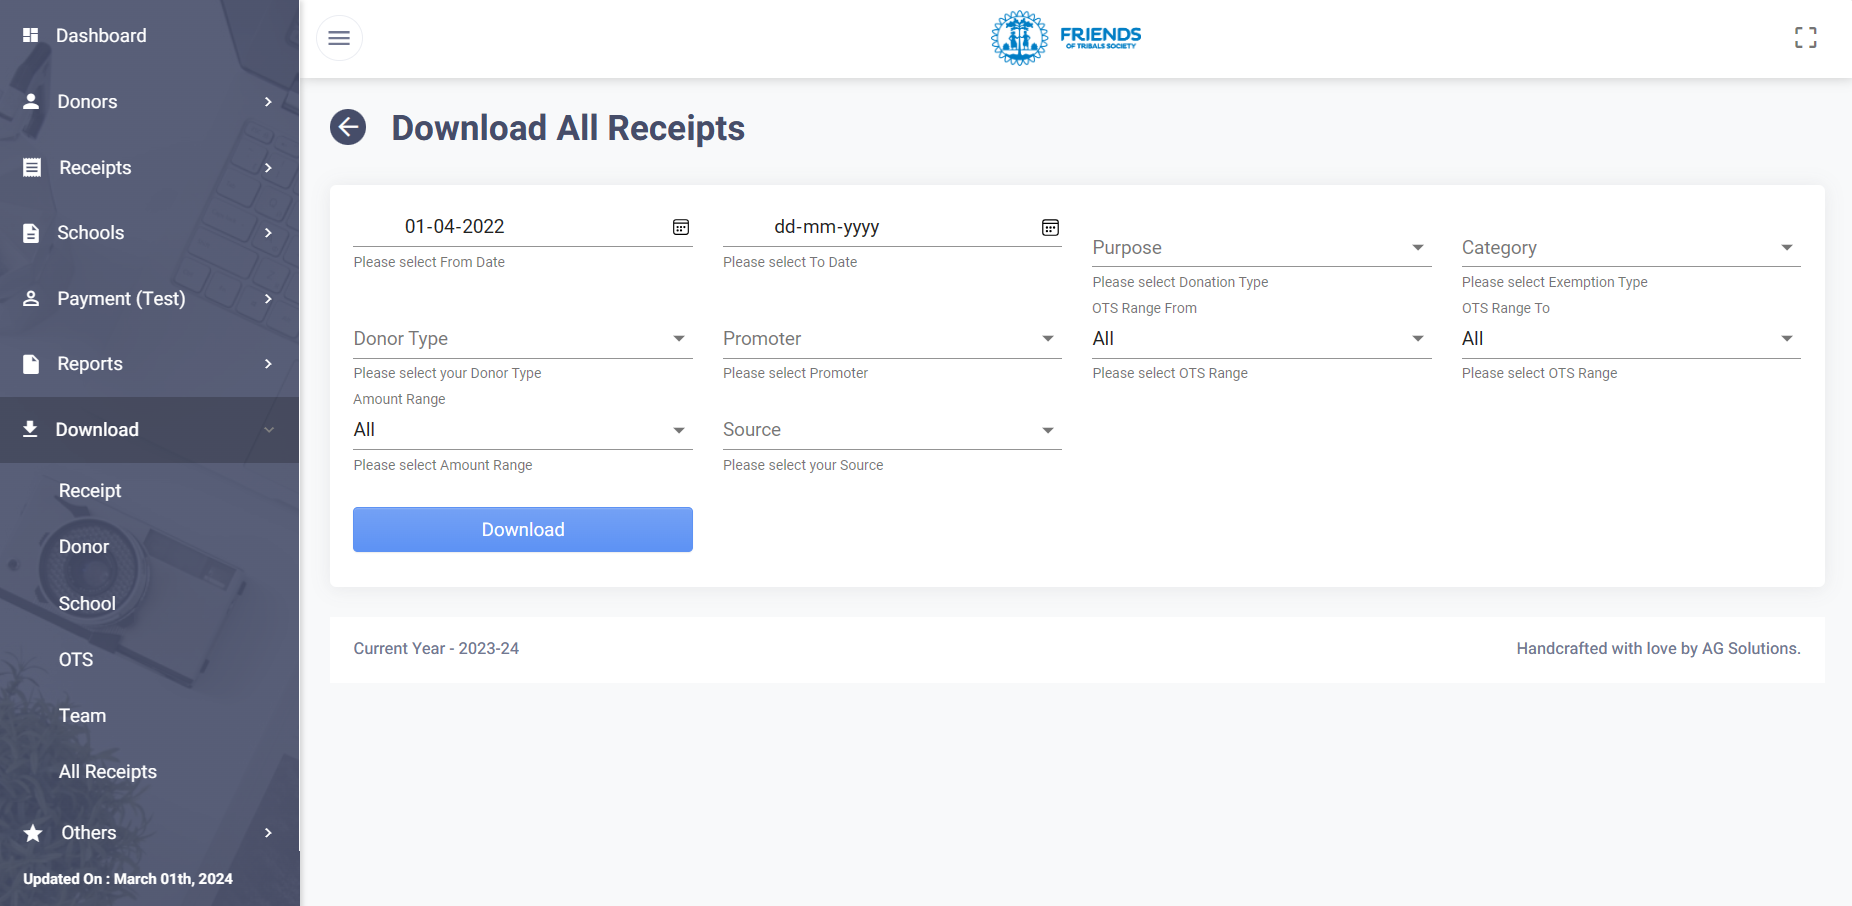 Dashboard
Donors
Receipts
Schools
Payment (Test)
Reports
Download
Receipt
Donor
School
OTS
Team
All Receipts
Others
Updated On : March 01th, 2024
FRIENDS
OF TRIBALS SOCIETY
Download All Receipts
01-04-2022
Please select From Date
dd-mm-yyyy
Please select To Date
Purpose
Please select Donation Type
Category
Please select Exemption Type
Donor Type
Please select your Donor Type
Promoter
Please select Promoter
OTS Range From
All
Please select OTS Range
OTS Range To
All
Please select OTS Range
Amount Range
All
Please select Amount Range
Source
Please select your Source
Download
Current Year - 2023-24
Handcrafted with love by AG Solutions.